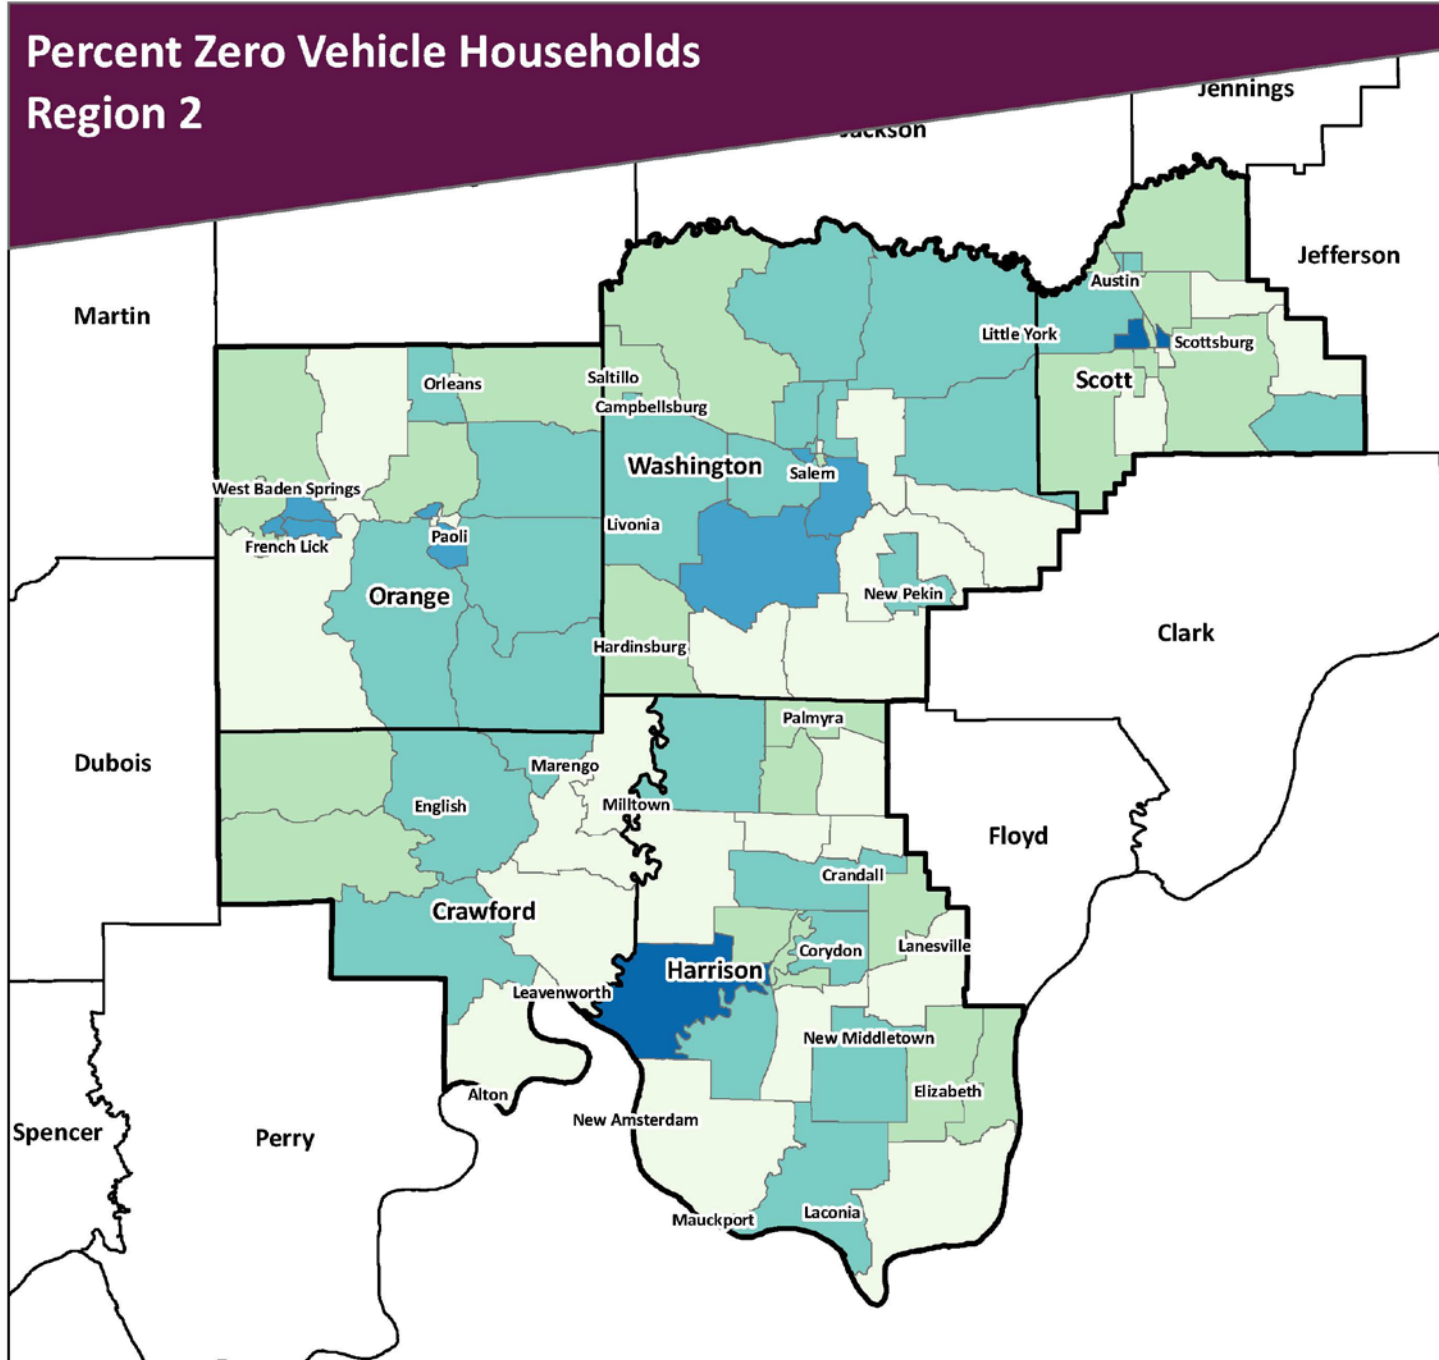 Percent Zero Vehicle Households
Region 2
Jennings
Jackson
Jefferson
Martin
Austin
Little York
Scottsburg
Saltillo
Orleans
Scott
Campbellsburg
Washington
Salem
West Baden Springs
Livonia
Paoli
French Lick
Orange
New Pekin
Clark
Hardinsburg
Palmyra
Dubois
Marengo
English
Milltown
Floyd
Crandall
Crawford
Lanesville
Corydon
Harrison
Leavenworth
New Middletown
Elizabeth
Alton
New Amsterdam
Spencer
Perry
Laconia
Mauckport